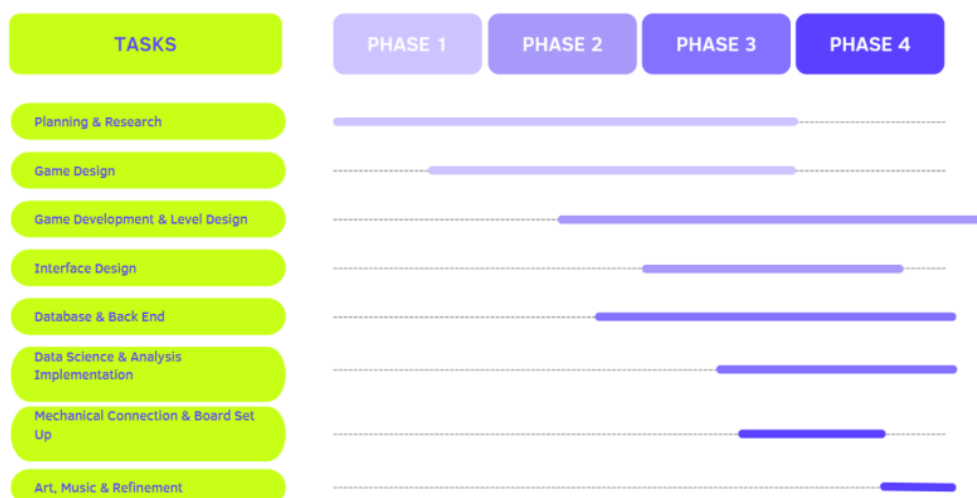 TASKS
PHASE 1
PHASE 2
PHASE 3
PHASE 4
Planning & Research
Game Design
Game Development & Level Design
Interface Design
Database & Back End
Data Science & Analysis
Implementation
Mechanical Connection & Board Set
Up
Art, Music & Refinement